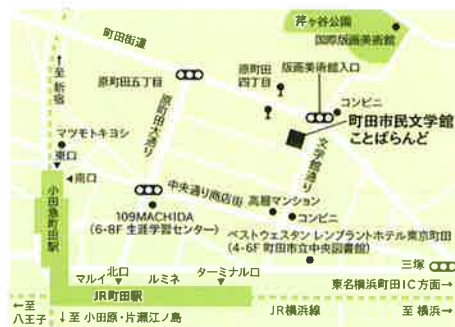 芹ヶ谷公園
国際版画美術館
町田街道
←至 新宿
原町田五丁目
原町田
四丁目
版画美術館入口
コンビニ
町田市民文学館
ことばらんど
マツモトキヨシ
原町田大通り
文学館通り
東口
◀南口
中央通り商店街
高橋マンション
コンビニ
小田急町田駅
109MACHIDA
(6-8F 生涯学習センター)
ベストウェスタン レンブラントホテル東京町田
(4-6F 町田市立中央図書館)
三塚
マルイ
北口
ルミネ
ターミナル口
東名横浜町田IC方面→
JR町田駅
←至
八王子
↓至 小田原・片瀬江ノ島
JR横浜線
至 横浜→